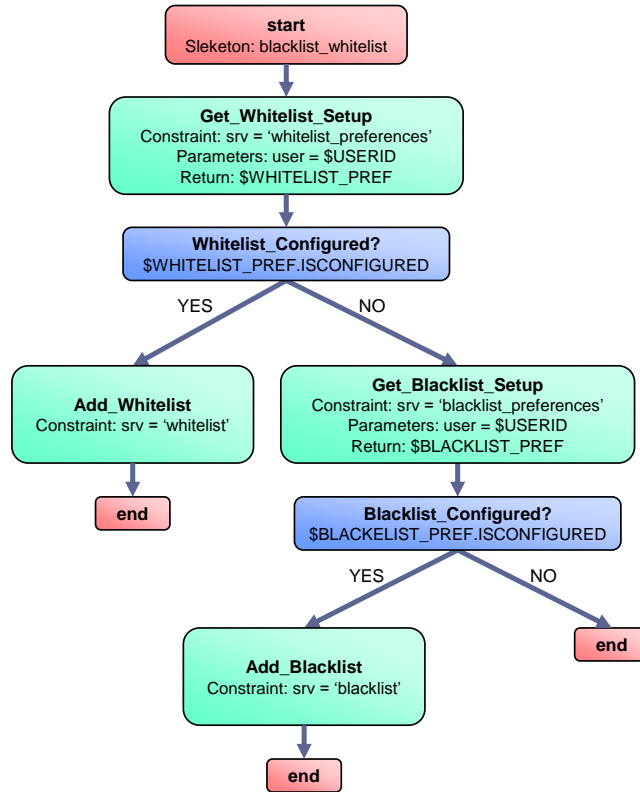 start
Sleketon: blacklist_whitelist
Get_Whitelist_Setup
Constraint: srv = ‘whitelist_preferences’
Parameters: user = $USERID
Return: $WHITELIST_PREF
Whitelist_Configured?
$WHITELIST_PREF.ISCONFIGURED
YES
NO
Add_Whitelist
Constraint: srv = ‘whitelist’
end
Get_Blacklist_Setup
Constraint: srv = ‘blacklist_preferences’
Parameters: user = $USERID
Return: $BLACKLIST_PREF
Blacklist_Configured?
$BLACKELIST_PREF.ISCONFIGURED
YES
NO
end
Add_Blacklist
Constraint: srv = ‘blacklist’
end